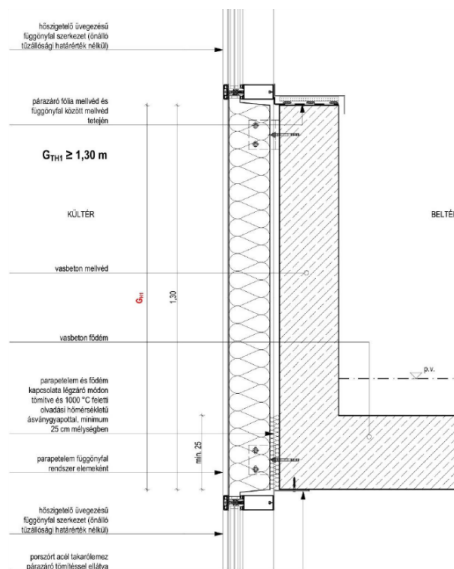 hőszigetelő üvegezésű
függönyfal szerkezet (önálló
tűzállósági határérték nélkül)
párazáró fólia mellvéd és
függönyfal között mellvéd
tetején
G_TH1 ≥ 1,30 m
KÜLTÉR
BELTÉ
vasbeton mellvéd
G_TH1
1,30
vasbeton födém
p.v.
parapetelem és födém
kapcsolata légzáró módon
tömítve és 1000 °C feletti
olvadási hőmérsékletű
ásványgyapottal, minimum
25 cm mélységben
min. 25
parapetelem függönyfal
rendszer elemeként
hőszigetelő üvegezésű
függönyfal szerkezet (önálló
tűzállósági határérték nélkül)
porszórt acél takarólemez
párazáró tömítéssel ellátva